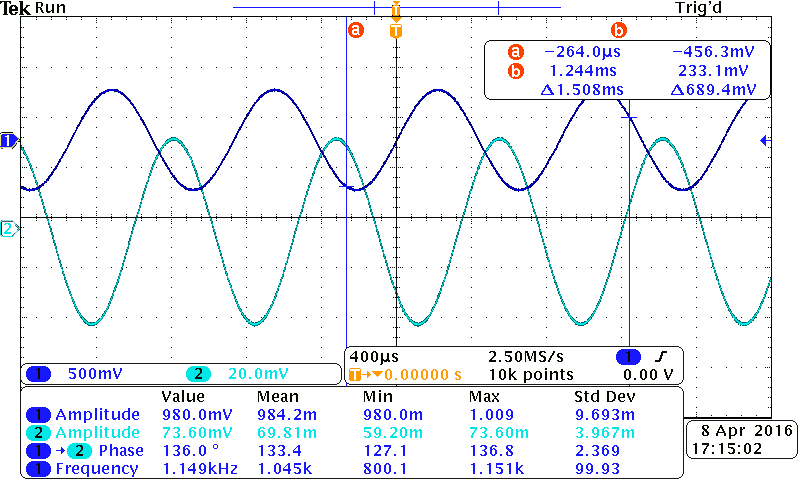 Tek Run Trig'd
a T b
a −264.0µs −456.3mV
b 1.244ms 233.1mV
Δ1.508ms Δ689.4mV
1
2
1 500mV 2 20.0mV
400µs 2.50MS/s 1
T→▼0.00000 s 10k points 0.00 V
Value Mean Min Max Std Dev
1 Amplitude 980.0mV 984.2m 980.0m 1.009 9.693m
2 Amplitude 73.60mV 69.81m 59.20m 73.60m 3.967m
1 → 2 Phase 136.0 ° 133.4 127.1 136.8 2.369
1 Frequency 1.149kHz 1.045k 800.1 1.151k 99.93
8 Apr 2016
17:15:02